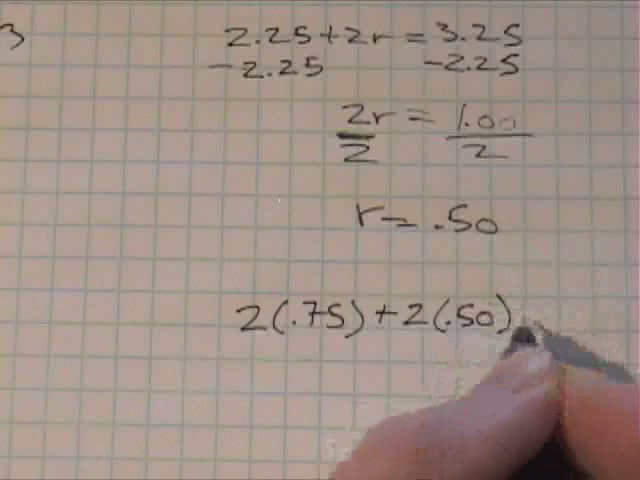 3
2.25+2r = 3.25
-2.25 -2.25
2r = 1.00
2 2
r = .50
2(.75)+2(.50)